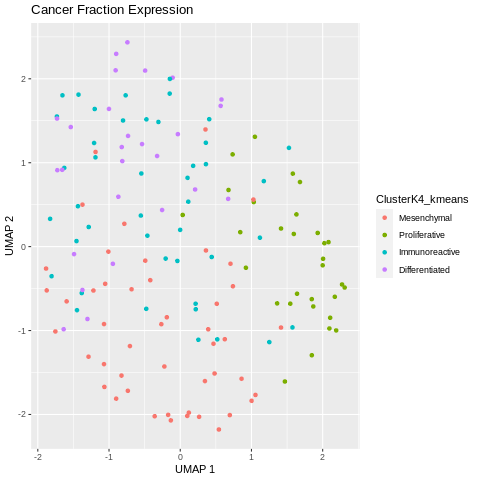 Cancer Fraction Expression
2
1
0
-1
-2
-2
-1
0
1
2
UMAP 1
UMAP 2
ClusterK4_kmeans
Mesenchymal
Proliferative
Immunoreactive
Differentiated